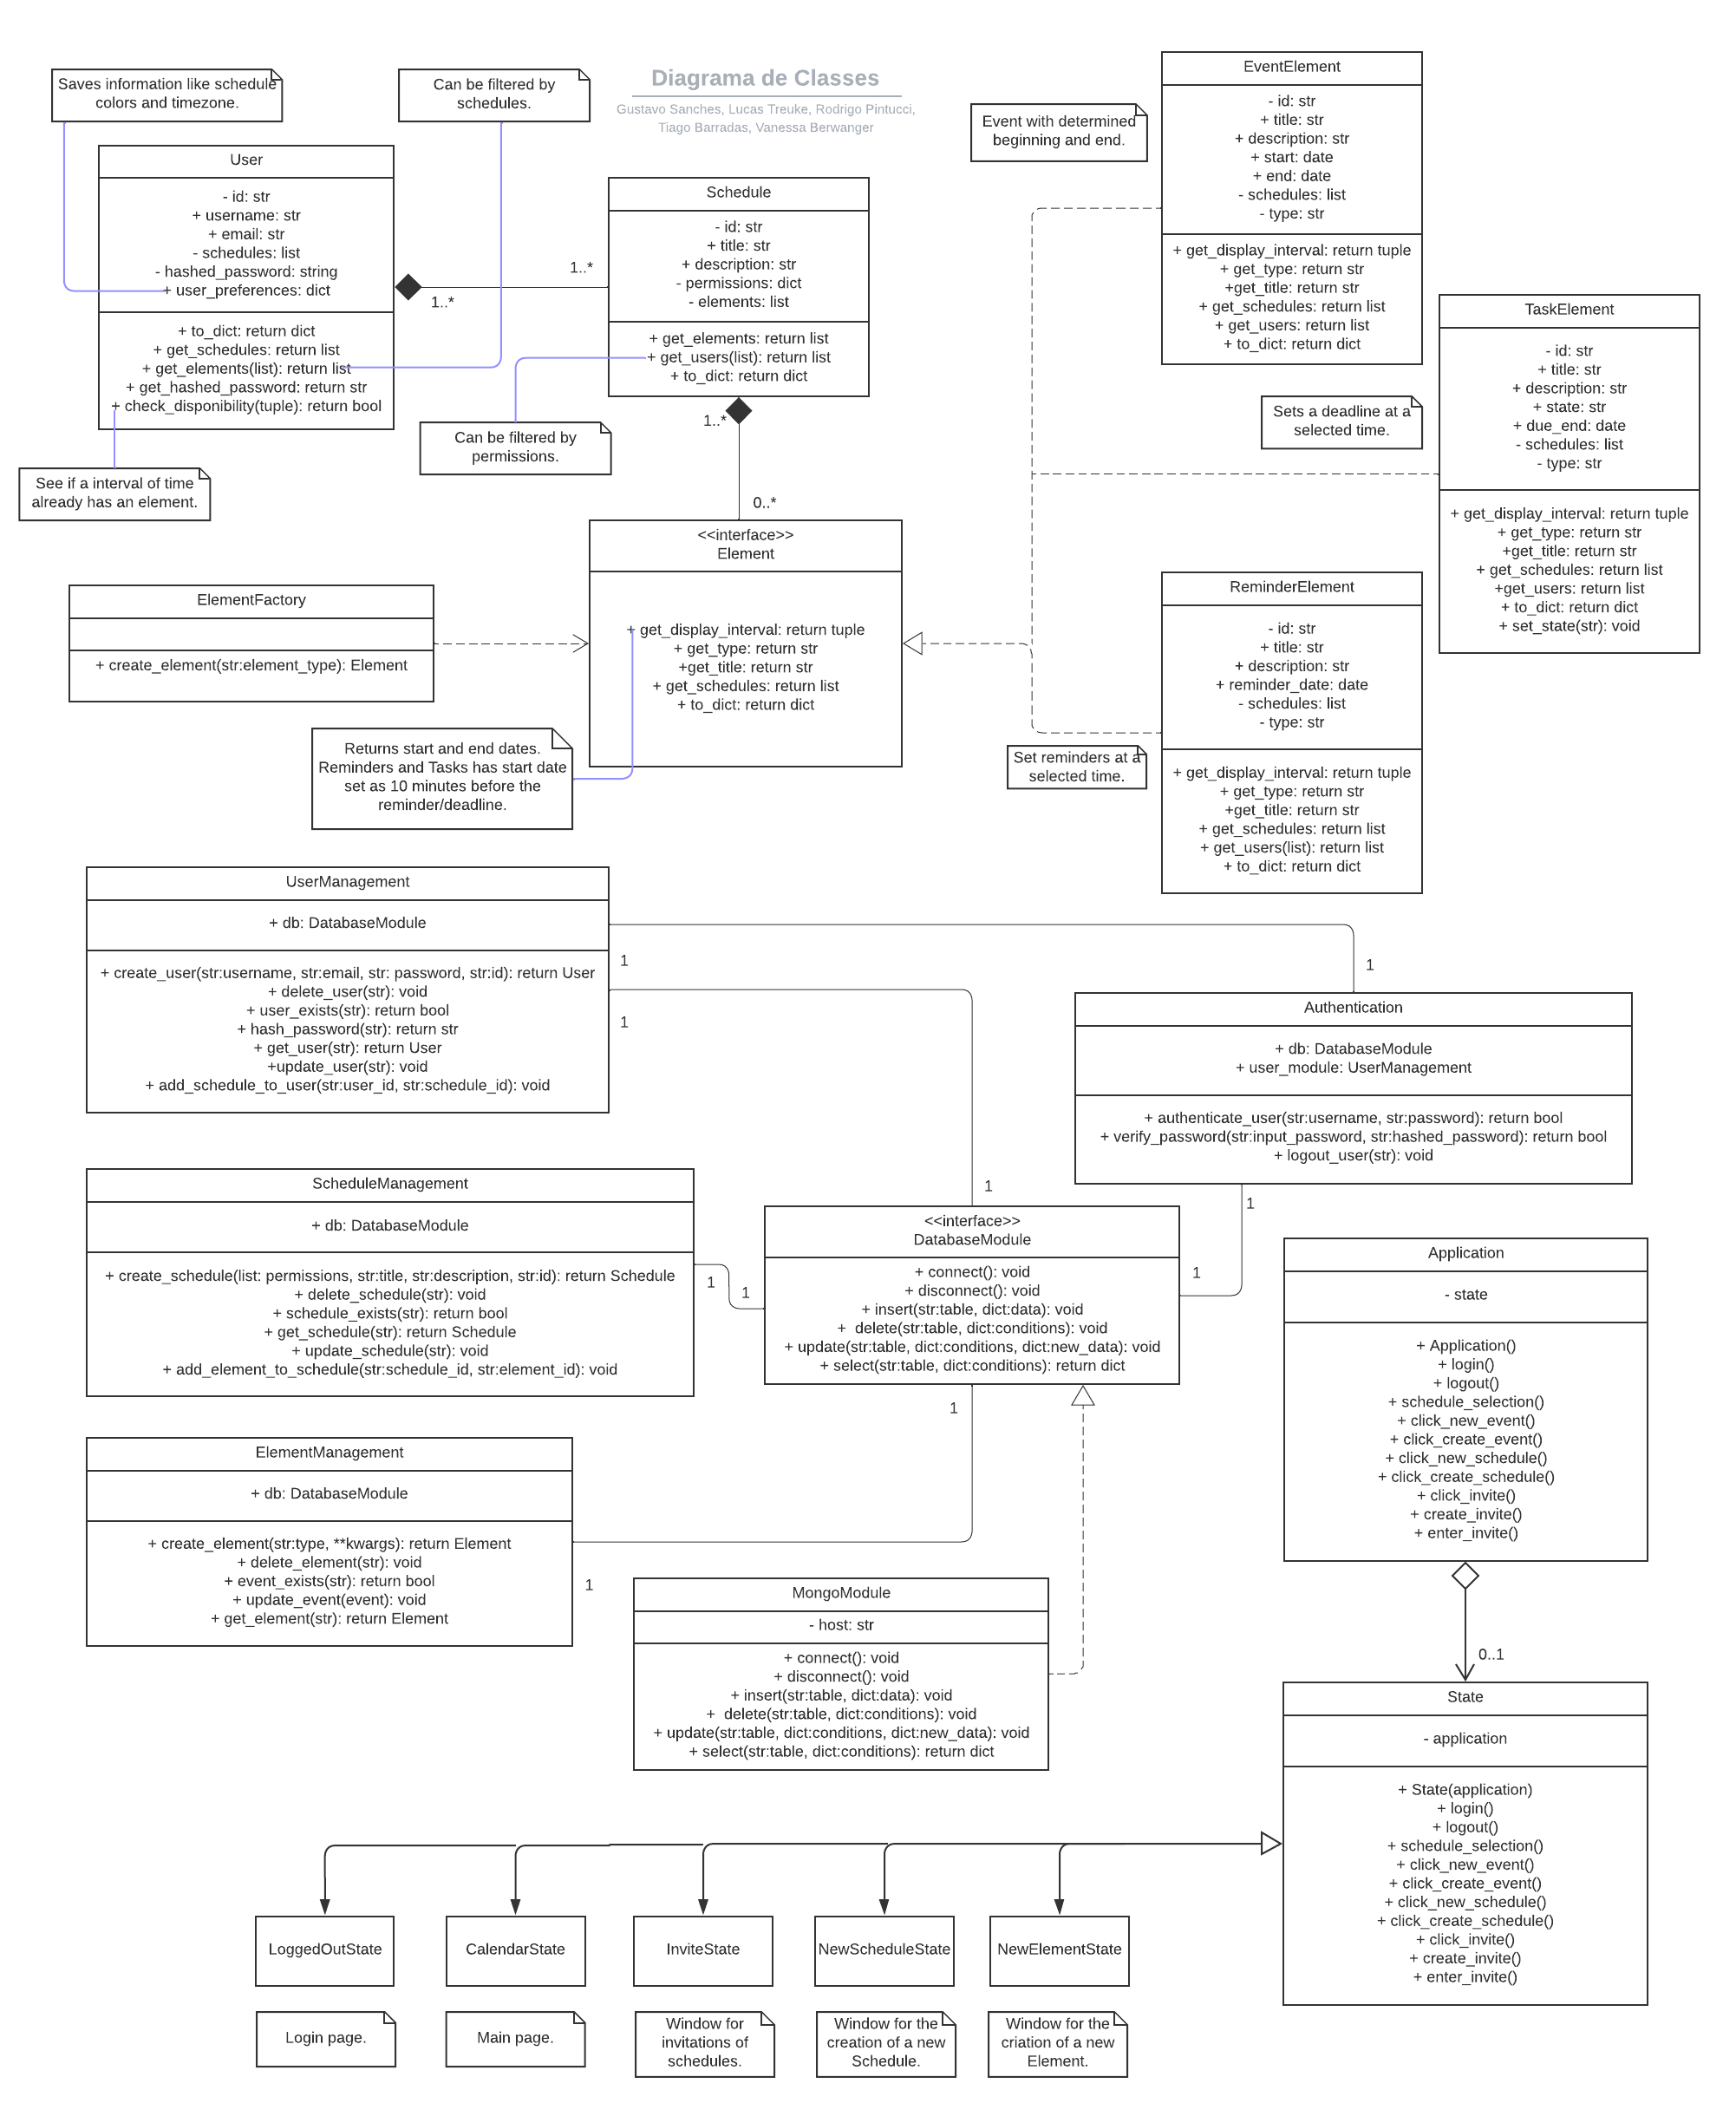 Saves information like schedule
colors and timezone.
Can be filtered by
schedules.
Diagrama de Classes
Gustavo Sanches, Lucas Treuke, Rodrigo Pintucci,
Tiago Barradas, Vanessa Berwanger
Event with determined
beginning and end.
EventElement
- id: str
+ title: str
+ description: str
+ start: date
+ end: date
- schedules: list
- type: str
+ get_display_interval: return tuple
+ get_type: return str
+get_title: return str
+ get_schedules: return list
+ get_users: return list
+ to_dict: return dict
User
- id: str
+ username: str
+ email: str
- schedules: list
- hashed_password: string
+ user_preferences: dict
+ to_dict: return dict
+ get_schedules: return list
+ get_elements(list): return list
+ get_hashed_password: return str
+ check_disponibility(tuple): return bool
1..*
1..*
Schedule
- id: str
+ title: str
+ description: str
- permissions: dict
- elements: list
+ get_elements: return list
+ get_users(list): return list
+ to_dict: return dict
TaskElement
- id: str
+ title: str
+ description: str
+ state: str
+ due_end: date
- schedules: list
- type: str
+ get_display_interval: return tuple
+ get_type: return str
+get_title: return str
+ get_schedules: return list
+get_users: return list
+ to_dict: return dict
+ set_state(str): void
Sets a deadline at a
selected time.
1..*
0..*
Can be filtered by
permissions.
See if a interval of time
already has an element.
<<interface>>
Element
+ get_display_interval: return tuple
+ get_type: return str
+get_title: return str
+ get_schedules: return list
+ to_dict: return dict
ElementFactory
+ create_element(str:element_type): Element
ReminderElement
- id: str
+ title: str
+ description: str
+ reminder_date: date
- schedules: list
- type: str
+ get_display_interval: return tuple
+ get_type: return str
+get_title: return str
+ get_schedules: return list
+ get_users(list): return list
+ to_dict: return dict
Returns start and end dates.
Reminders and Tasks has start date
set as 10 minutes before the
reminder/deadline.
Set reminders at a
selected time.
UserManagement
+ db: DatabaseModule
+ create_user(str:username, str:email, str: password, str:id): return User
+ delete_user(str): void
+ user_exists(str): return bool
+ hash_password(str): return str
+ get_user(str): return User
+update_user(str): void
+ add_schedule_to_user(str:user_id, str:schedule_id): void
1
1
1
Authentication
+ db: DatabaseModule
+ user_module: UserManagement
+ authenticate_user(str:username, str:password): return bool
+ verify_password(str:input_password, str:hashed_password): return bool
+ logout_user(str): void
1
1
1
ScheduleManagement
+ db: DatabaseModule
+ create_schedule(list: permissions, str:title, str:description, str:id): return Schedule
+ delete_schedule(str): void
+ schedule_exists(str): return bool
+ get_schedule(str): return Schedule
+ update_schedule(str): void
+ add_element_to_schedule(str:schedule_id, str:element_id): void
1
1
<<interface>>
DatabaseModule
+ connect(): void
+ disconnect(): void
+ insert(str:table, dict:data): void
+  delete(str:table, dict:conditions): void
+ update(str:table, dict:conditions, dict:new_data): void
+ select(str:table, dict:conditions): return dict
1
Application
- state
+ Application()
+ login()
+ logout()
+ schedule_selection()
+ click_new_event()
+ click_create_event()
+ click_new_schedule()
+ click_create_schedule()
+ click_invite()
+ create_invite()
+ enter_invite()
ElementManagement
+ db: DatabaseModule
+ create_element(str:type, **kwargs): return Element
+ delete_element(str): void
+ event_exists(str): return bool
+ update_event(event): void
+ get_element(str): return Element
1
MongoModule
- host: str
+ connect(): void
+ disconnect(): void
+ insert(str:table, dict:data): void
+  delete(str:table, dict:conditions): void
+ update(str:table, dict:conditions, dict:new_data): void
+ select(str:table, dict:conditions): return dict
0..1
State
- application
+ State(application)
+ login()
+ logout()
+ schedule_selection()
+ click_new_event()
+ click_create_event()
+ click_new_schedule()
+ click_create_schedule()
+ click_invite()
+ create_invite()
+ enter_invite()
LoggedOutState
CalendarState
InviteState
NewScheduleState
NewElementState
Login page.
Main page.
Window for
invitations of
schedules.
Window for the
creation of a new
Schedule.
Window for the
criation of a new
Element.